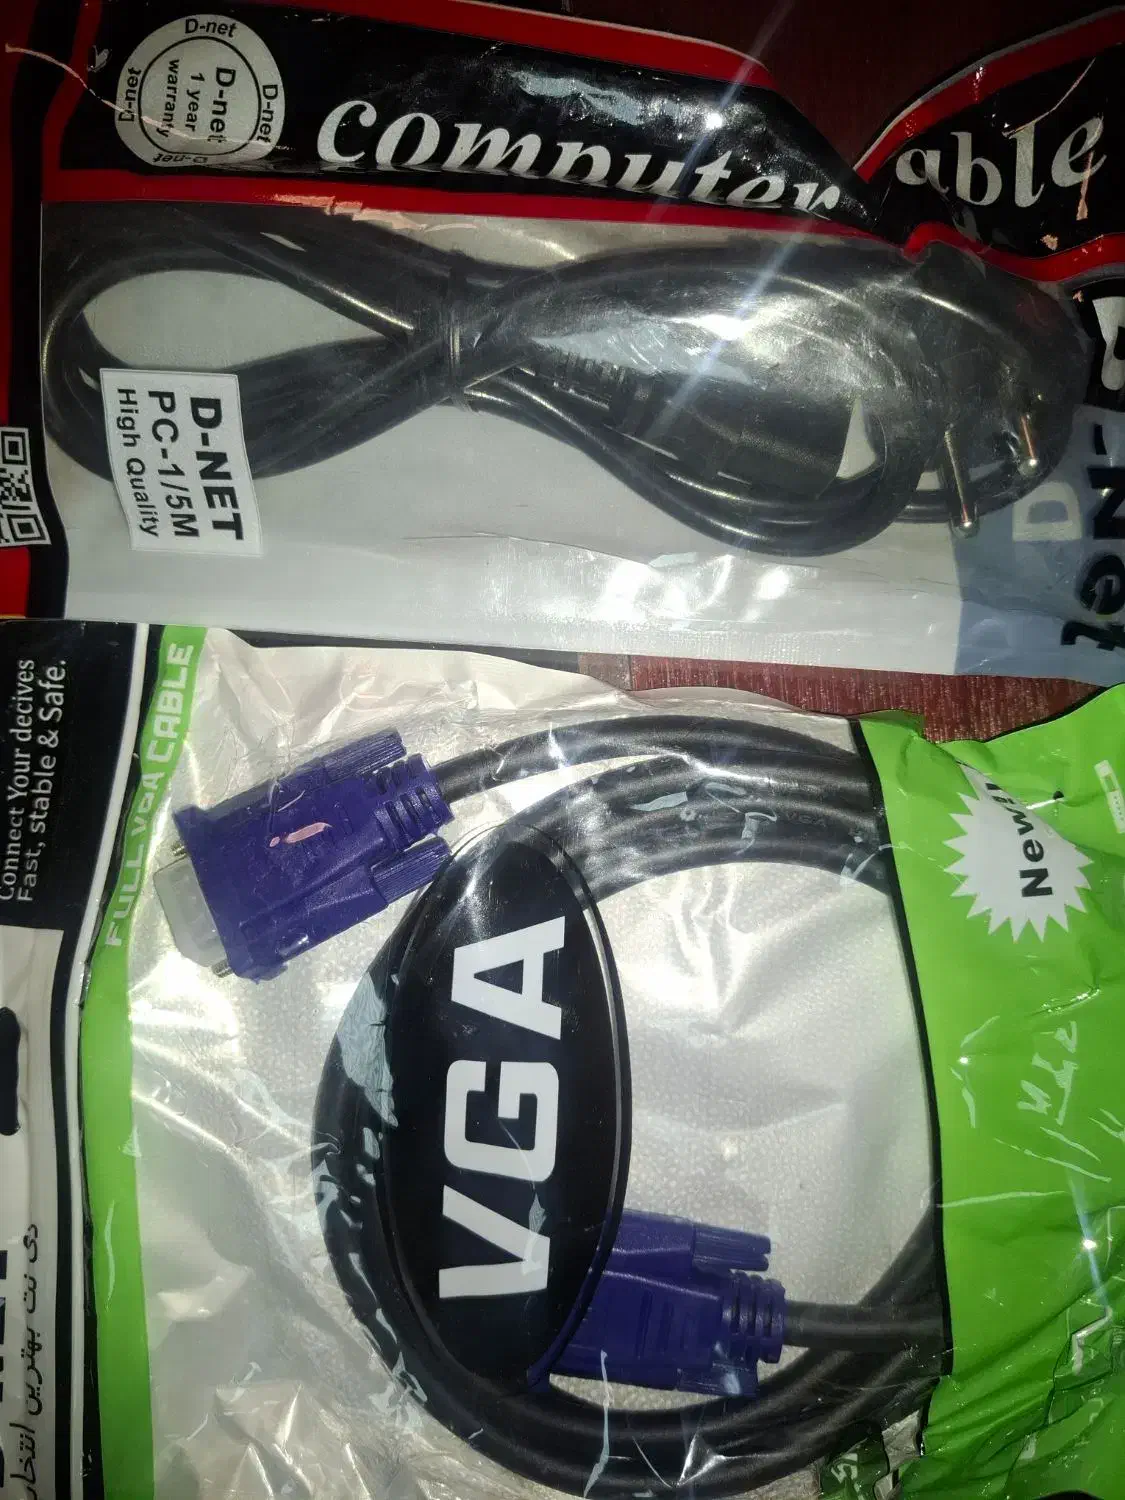 D-net
D-net
D-net
D-net
D-net
1 year
warranty
computer
able
D-NET
PC-1/5M
High Quality
D-Net
Connect Your decives
Fast, stable & Safe.
FULL VGA CABLE
New
VGA
دی نت بهترین انتخاب